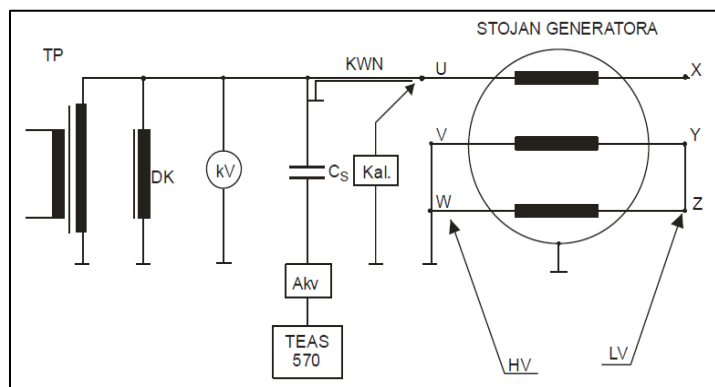 STOJAN GENERATORA
TP
KWN
U
X
V
Y
DK
kV
C_S
Kal.
W
Z
Akv
TEAS
570
HV
LV